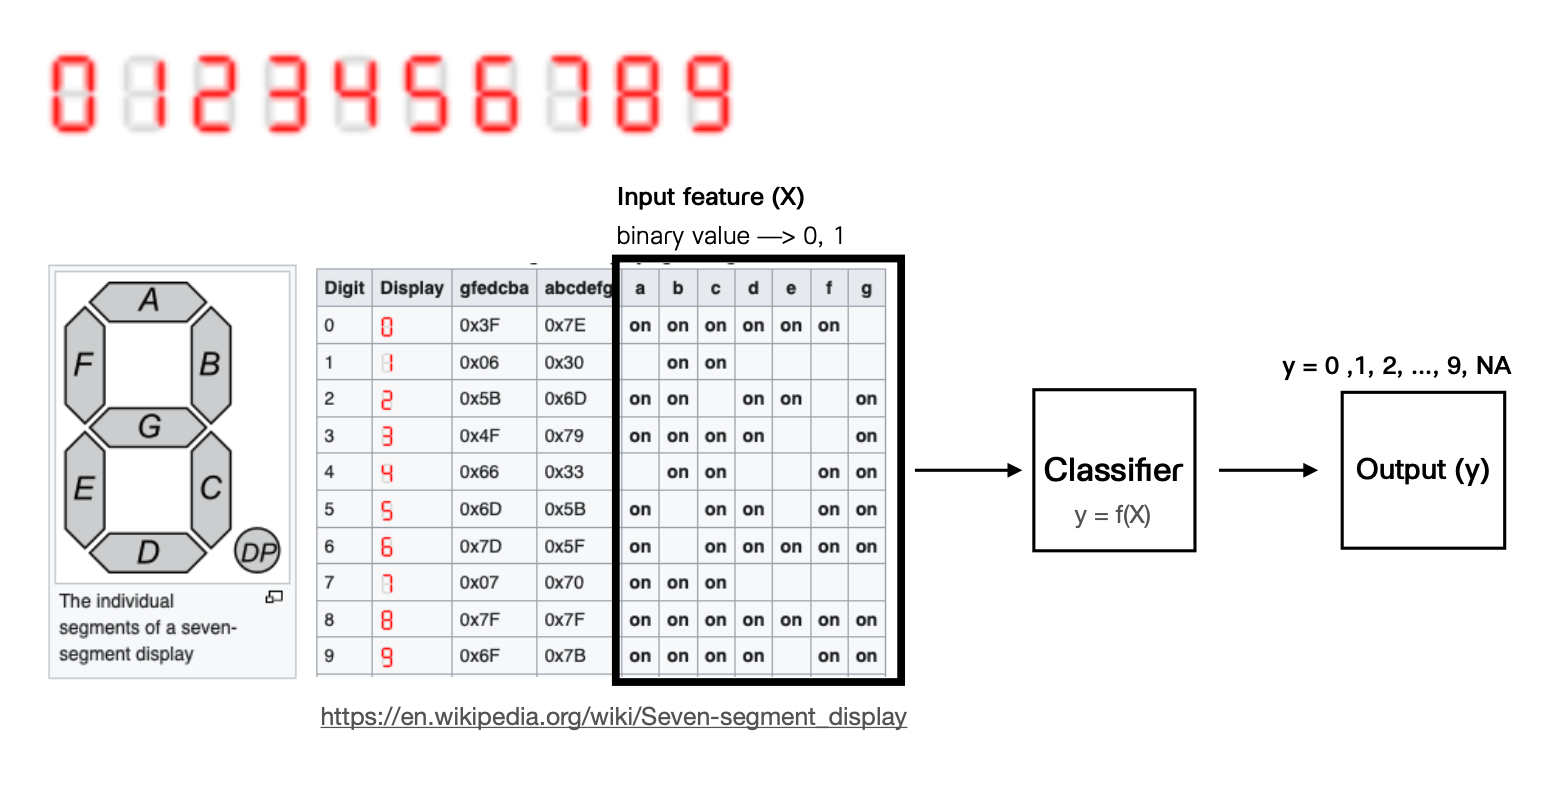 0 1 2 3 4 5 6 7 8 9
Input feature (X)
binary value —> 0, 1
A
F B
G
E C
D DP
The individual
segments of a seven-
segment display
Digit Display gfedcba abcdefg a b c d e f g
0 0 0x3F 0x7E on on on on on on
1 1 0x06 0x30 on on
2 2 0x5B 0x6D on on on on on
3 3 0x4F 0x79 on on on on on
4 4 0x66 0x33 on on on on
5 5 0x6D 0x5B on on on on on
6 6 0x7D 0x5F on on on on on on
7 7 0x07 0x70 on on on
8 8 0x7F 0x7F on on on on on on on
9 9 0x6F 0x7B on on on on on on
https://en.wikipedia.org/wiki/Seven-segment_display
Classifier
y = f(X)
y = 0 ,1, 2, ..., 9, NA
Output (y)